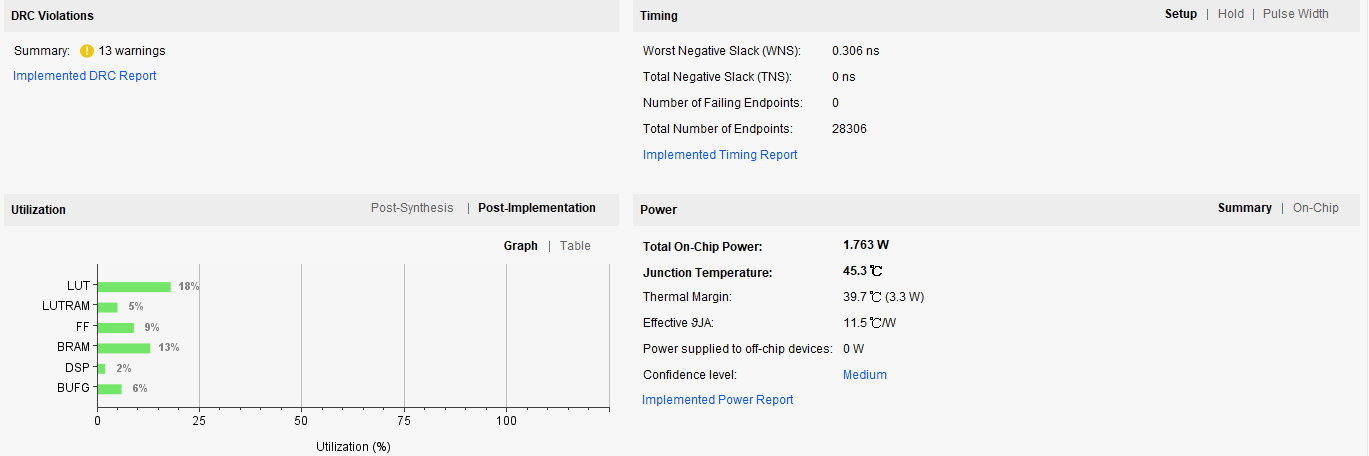 DRC Violations
Summary: 13 warnings
Implemented DRC Report
Timing
Setup | Hold | Pulse Width
Worst Negative Slack (WNS): 0.306 ns
Total Negative Slack (TNS): 0 ns
Number of Failing Endpoints: 0
Total Number of Endpoints: 28306
Implemented Timing Report
Utilization
Post-Synthesis | Post-Implementation
Graph | Table
LUT 18%
LUTRAM 5%
FF 9%
BRAM 13%
DSP 2%
BUFG 6%
0 25 50 75 100
Utilization (%)
Power
Summary | On-Chip
Total On-Chip Power: 1.763 W
Junction Temperature: 45.3 ℃
Thermal Margin: 39.7 ℃ (3.3 W)
Effective ϑJA: 11.5 ℃/W
Power supplied to off-chip devices: 0 W
Confidence level: Medium
Implemented Power Report